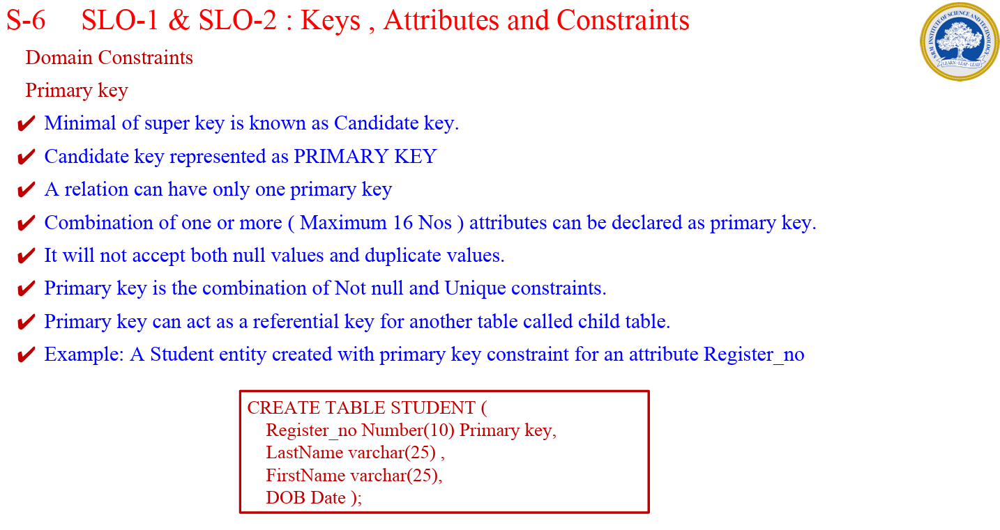 S-6 SLO-1 & SLO-2 : Keys , Attributes and Constraints
SRM INSTITUTE OF SCIENCE AND TECHNOLOGY
LEARN - LEAP - LEAD
Domain Constraints
Primary key
✔ Minimal of super key is known as Candidate key.
✔ Candidate key represented as PRIMARY KEY
✔ A relation can have only one primary key
✔ Combination of one or more ( Maximum 16 Nos ) attributes can be declared as primary key.
✔ It will not accept both null values and duplicate values.
✔ Primary key is the combination of Not null and Unique constraints.
✔ Primary key can act as a referential key for another table called child table.
✔ Example: A Student entity created with primary key constraint for an attribute Register_no
CREATE TABLE STUDENT (
Register_no Number(10) Primary key,
LastName varchar(25) ,
FirstName varchar(25),
DOB Date );